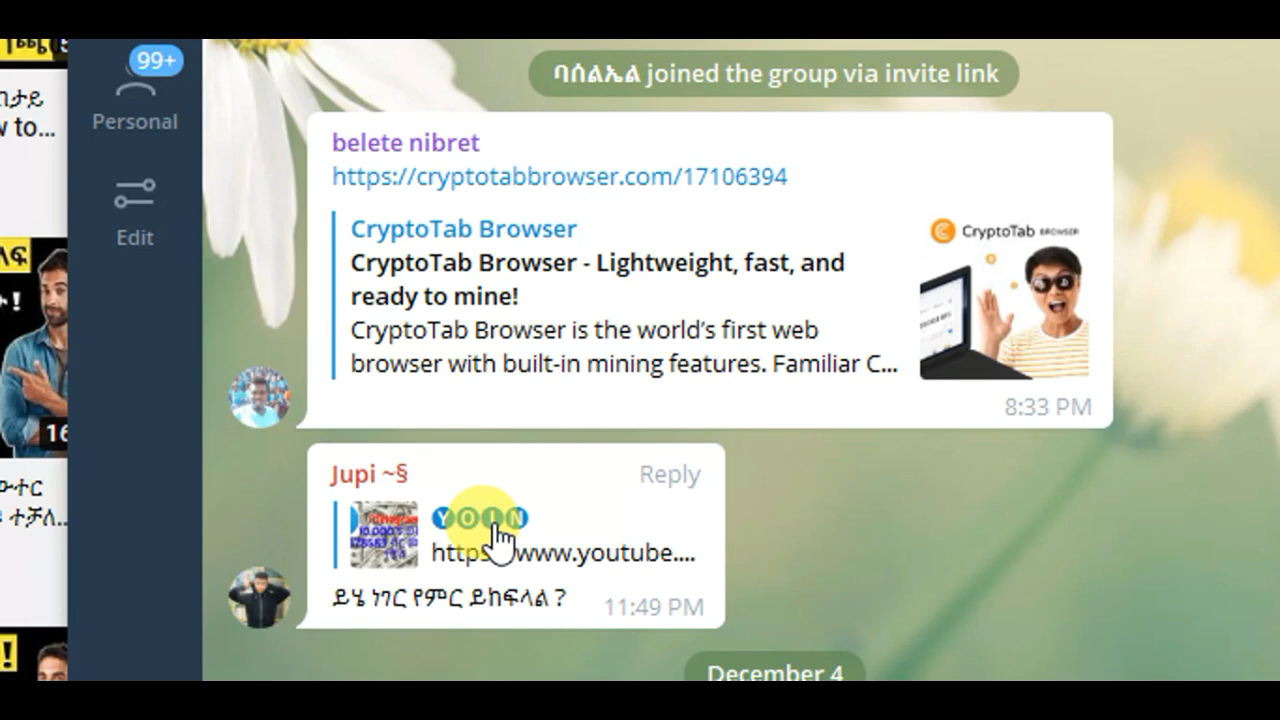 99+
Personal
Edit
ባሰልኤል joined the group via invite link
belete nibret
https://cryptotabbrowser.com/17106394
CryptoTab Browser
CryptoTab Browser - Lightweight, fast, and
ready to mine!
CryptoTab Browser is the world’s first web
browser with built-in mining features. Familiar C...
CryptoTab BROWSER
8:33 PM
Jupi ~§
Reply
YOIN
www.youtube....
ይሄ ነገር የምር ይከፍላል ?
11:49 PM
December 4